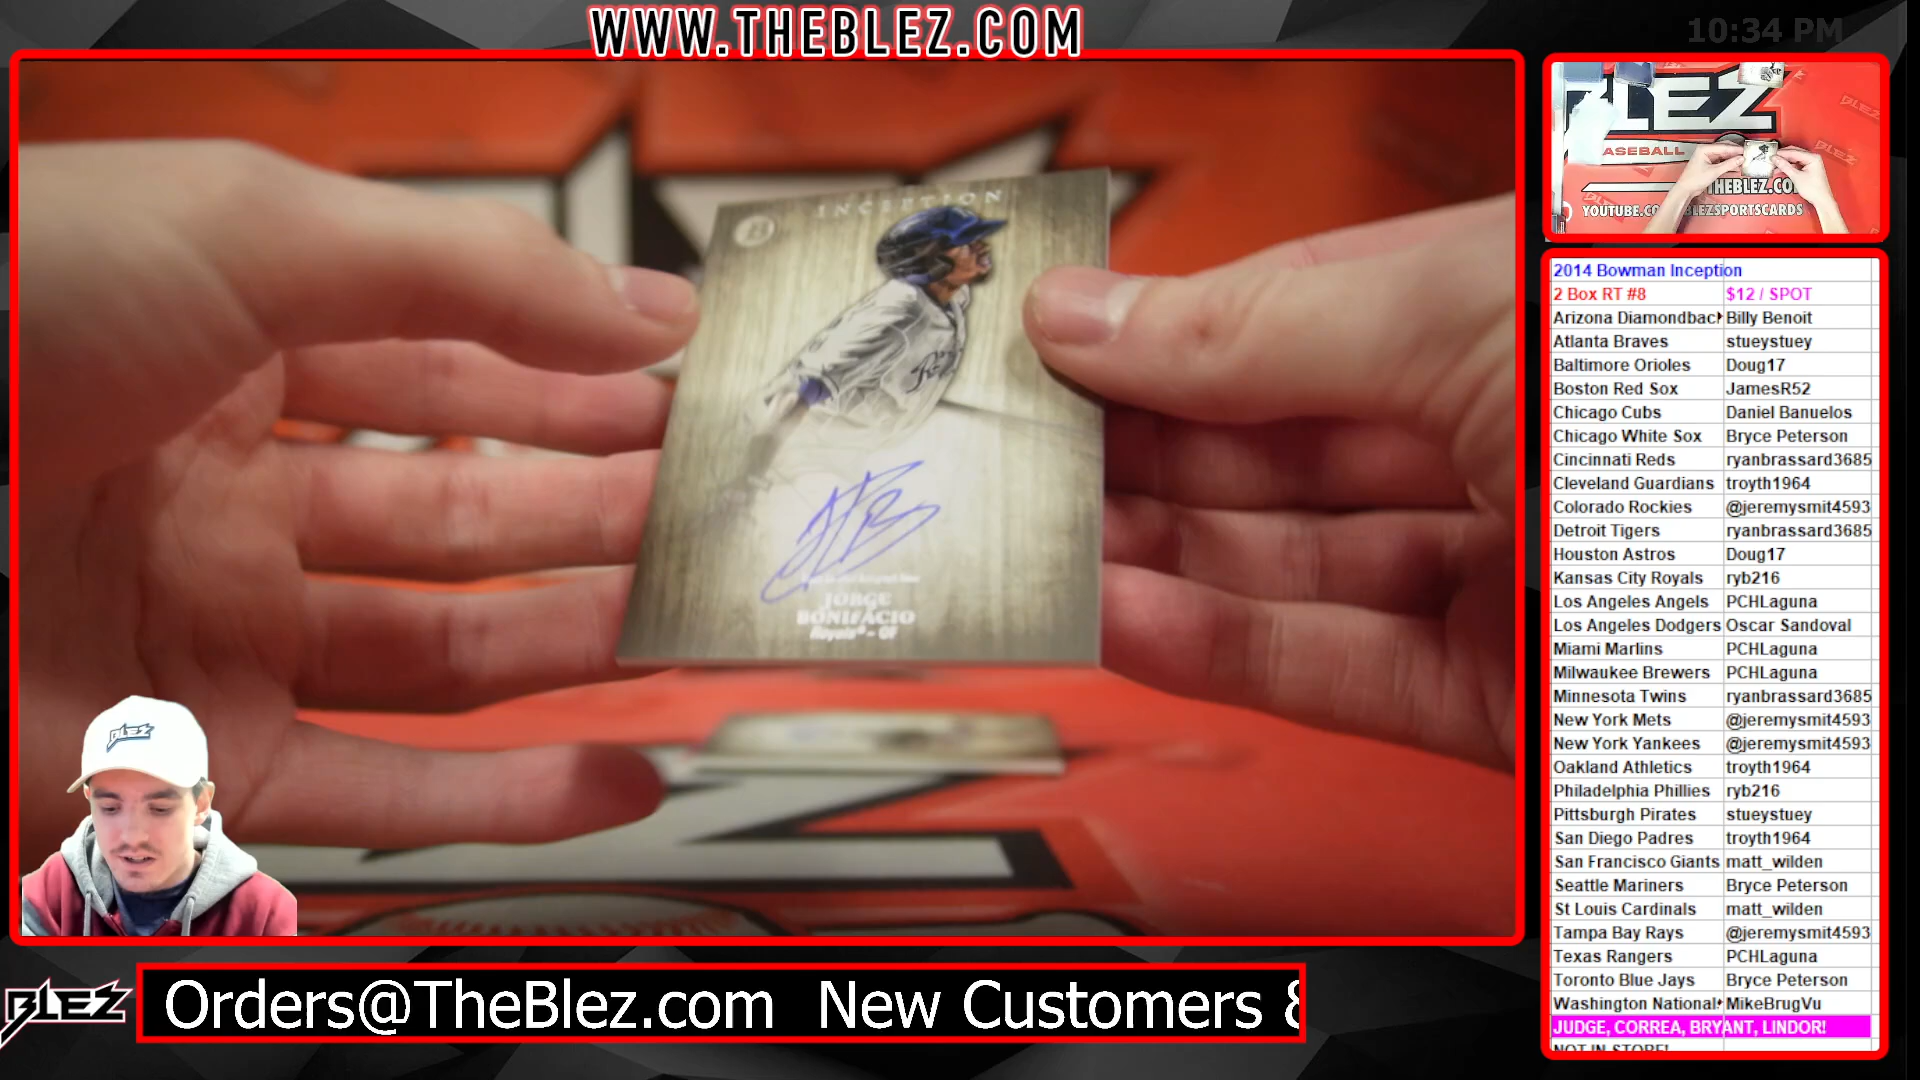 WWW.THEBLEZ.COM
10:34 PM
INCEPTION
B
JORGE
BONIFACIO
Royals® - OF
BLEZ
BLEZ
BASEBALL
THEBLEZ.CO
YOUTUBE.CO BLEZSPORTSCARDS
2014 Bowman Inception
2 Box RT #8 $12 / SPOT
Arizona Diamondbac Billy Benoit
Atlanta Braves stueystuey
Baltimore Orioles Doug17
Boston Red Sox JamesR52
Chicago Cubs Daniel Banuelos
Chicago White Sox Bryce Peterson
Cincinnati Reds ryanbrassard3685
Cleveland Guardians troyth1964
Colorado Rockies @jeremysmit4593
Detroit Tigers ryanbrassard3685
Houston Astros Doug17
Kansas City Royals ryb216
Los Angeles Angels PCHLaguna
Los Angeles Dodgers Oscar Sandoval
Miami Marlins PCHLaguna
Milwaukee Brewers PCHLaguna
Minnesota Twins ryanbrassard3685
New York Mets @jeremysmit4593
New York Yankees @jeremysmit4593
Oakland Athletics troyth1964
Philadelphia Phillies ryb216
Pittsburgh Pirates stueystuey
San Diego Padres troyth1964
San Francisco Giants matt_wilden
Seattle Mariners Bryce Peterson
St Louis Cardinals matt_wilden
Tampa Bay Rays @jeremysmit4593
Texas Rangers PCHLaguna
Toronto Blue Jays Bryce Peterson
Washington National MikeBrugVu
JUDGE, CORREA, BRYANT, LINDOR!
NOT IN STORE!
BLEZ
BLEZ
Orders@TheBlez.com New Customers &